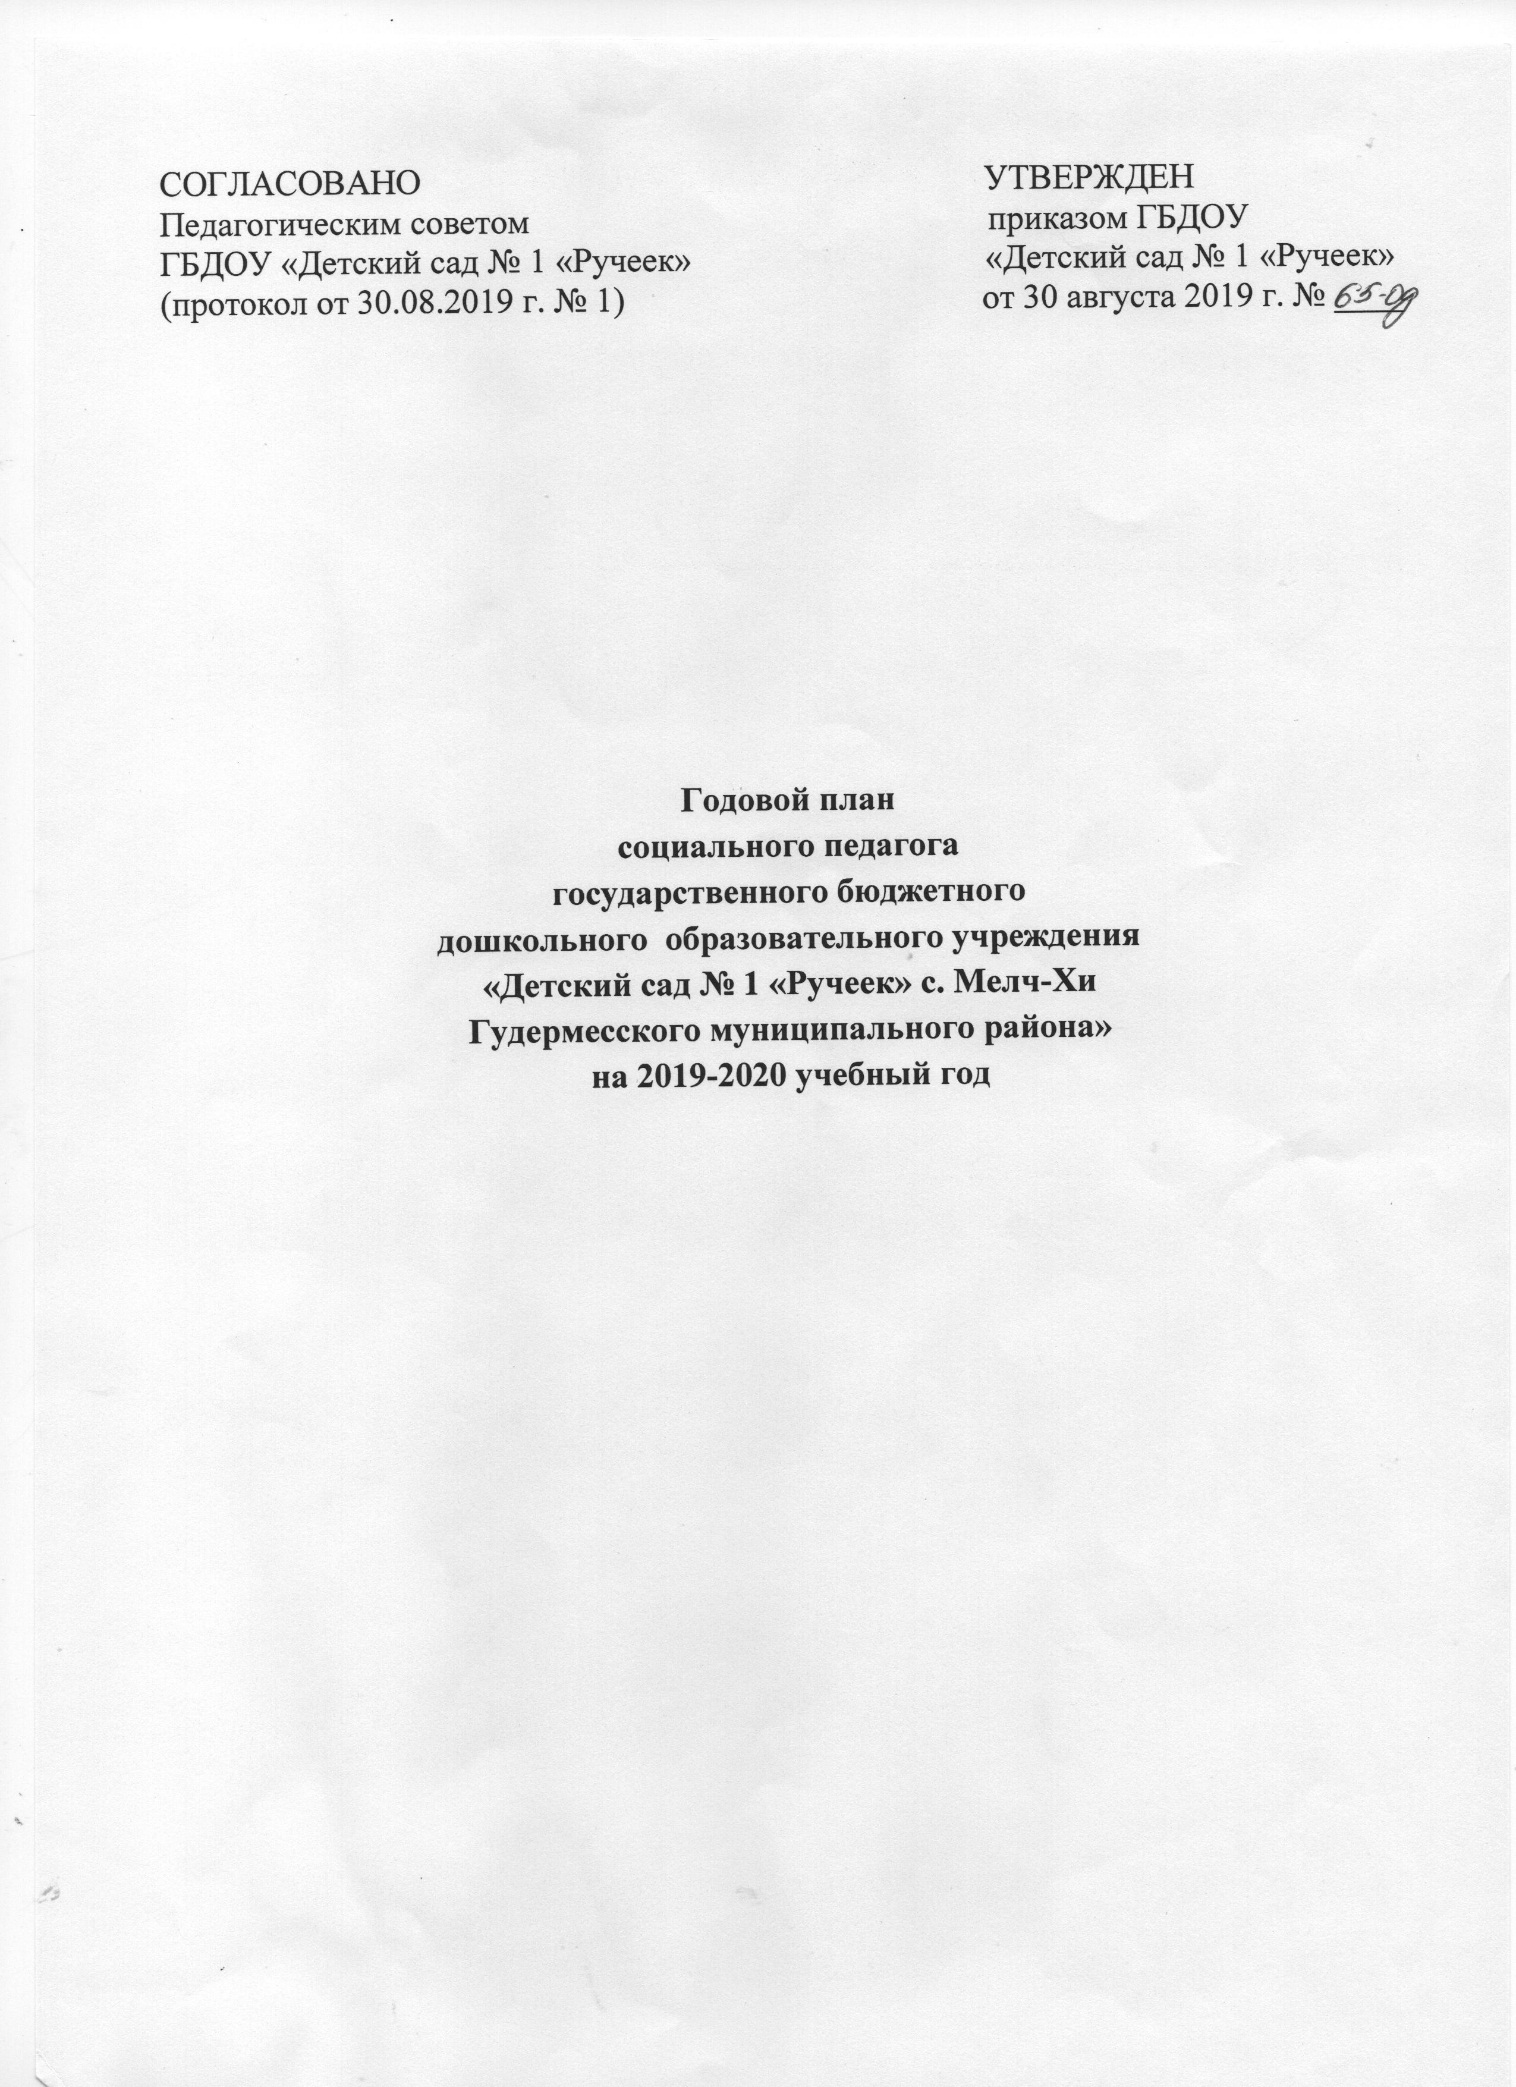 СОГЛАСОВАНО
Педагогическим советом
ГБДОУ «Детский сад № 1 «Ручеек»
(протокол от 30.08.2019 г. № 1)
УТВЕРЖДЕН
приказом ГБДОУ
«Детский сад № 1 «Ручеек»
от 30 августа 2019 г. № 65-од
Годовой план
социального педагога
государственного бюджетного
дошкольного образовательного учреждения
«Детский сад № 1 «Ручеек» с. Мелч-Хи
Гудермесского муниципального района»
на 2019-2020 учебный год